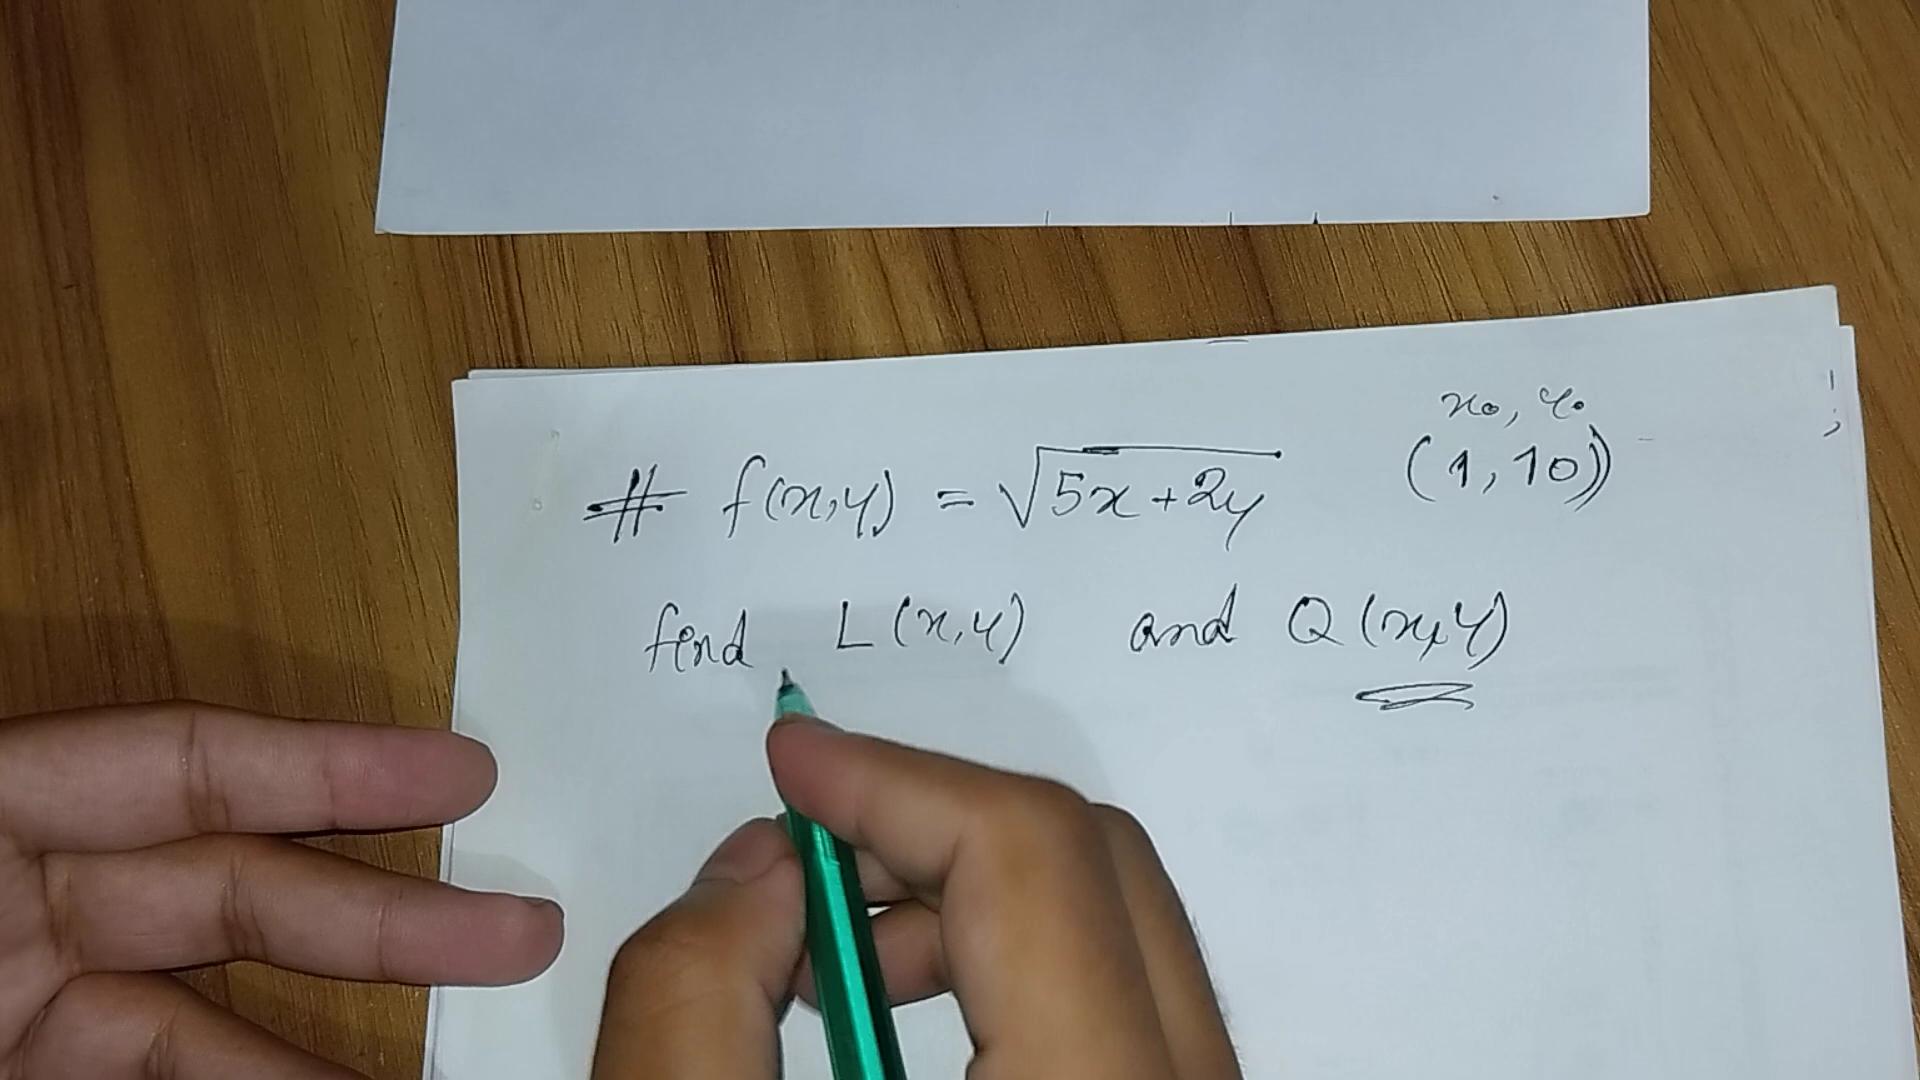 x₀, y₀
# f(x,y) = √5x+2y (1,10)
find L(x,y) and Q(x,y)